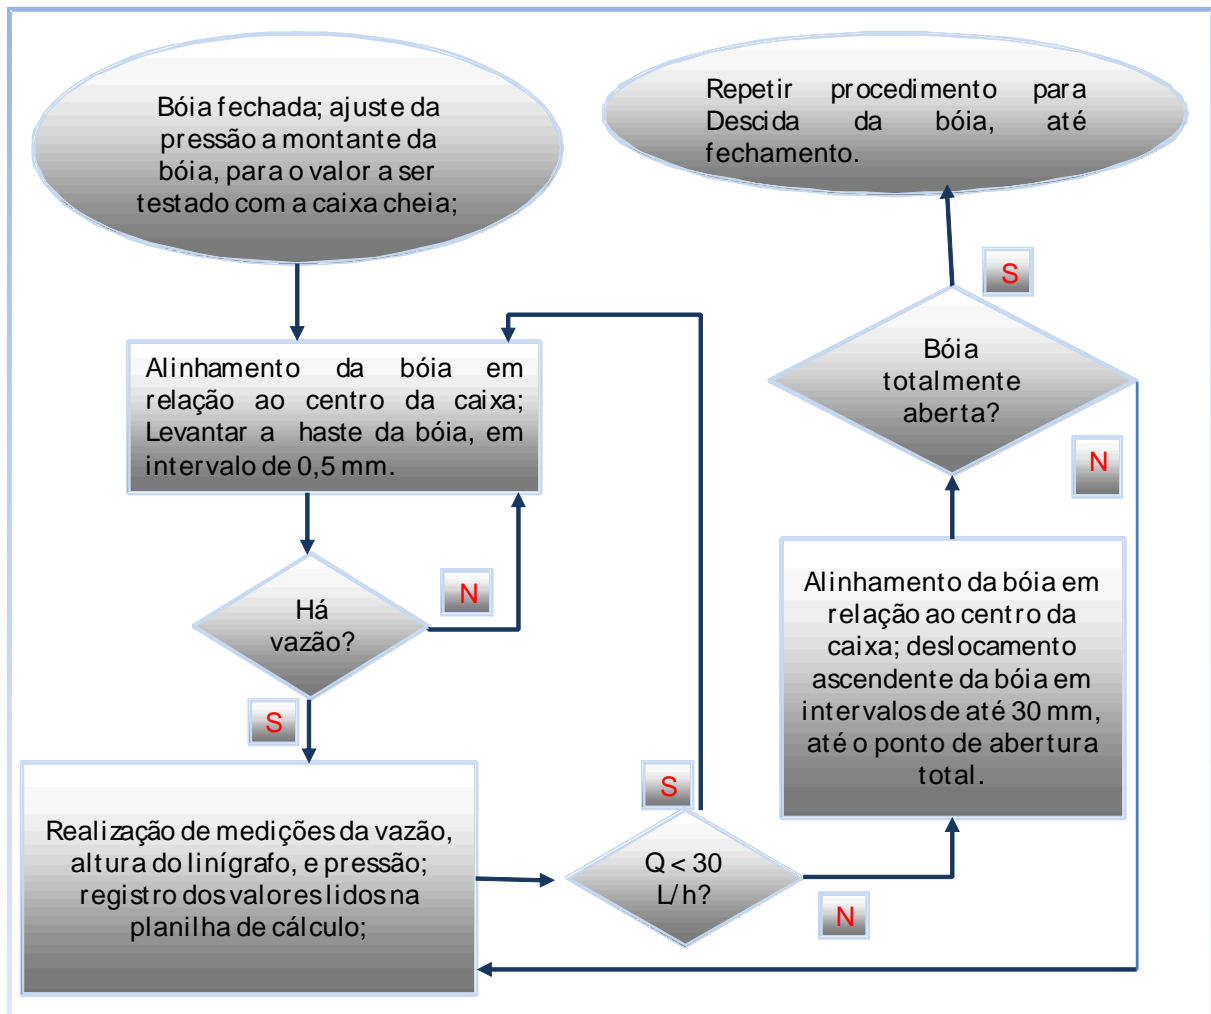 Bóia fechada; ajuste da
pressão a montante da
bóia, para o valor a ser
testado com a caixa cheia;
Alinhamento da bóia em
relação ao centro da caixa;
Levantar a haste da bóia, em
intervalo de 0,5 mm.
Há
vazão?
N
S
Realização de medições da vazão,
altura do linígrafo, e pressão;
registro dos valores lidos na
planilha de cálculo;
Q < 30
L/h?
S
N
Alinhamento da bóia em
relação ao centro da
caixa; deslocamento
ascendente da bóia em
intervalos de até 30 mm,
até o ponto de abertura
total.
Bóia
totalmente
aberta?
S
N
Repetir procedimento para
Descida da bóia, até
fechamento.